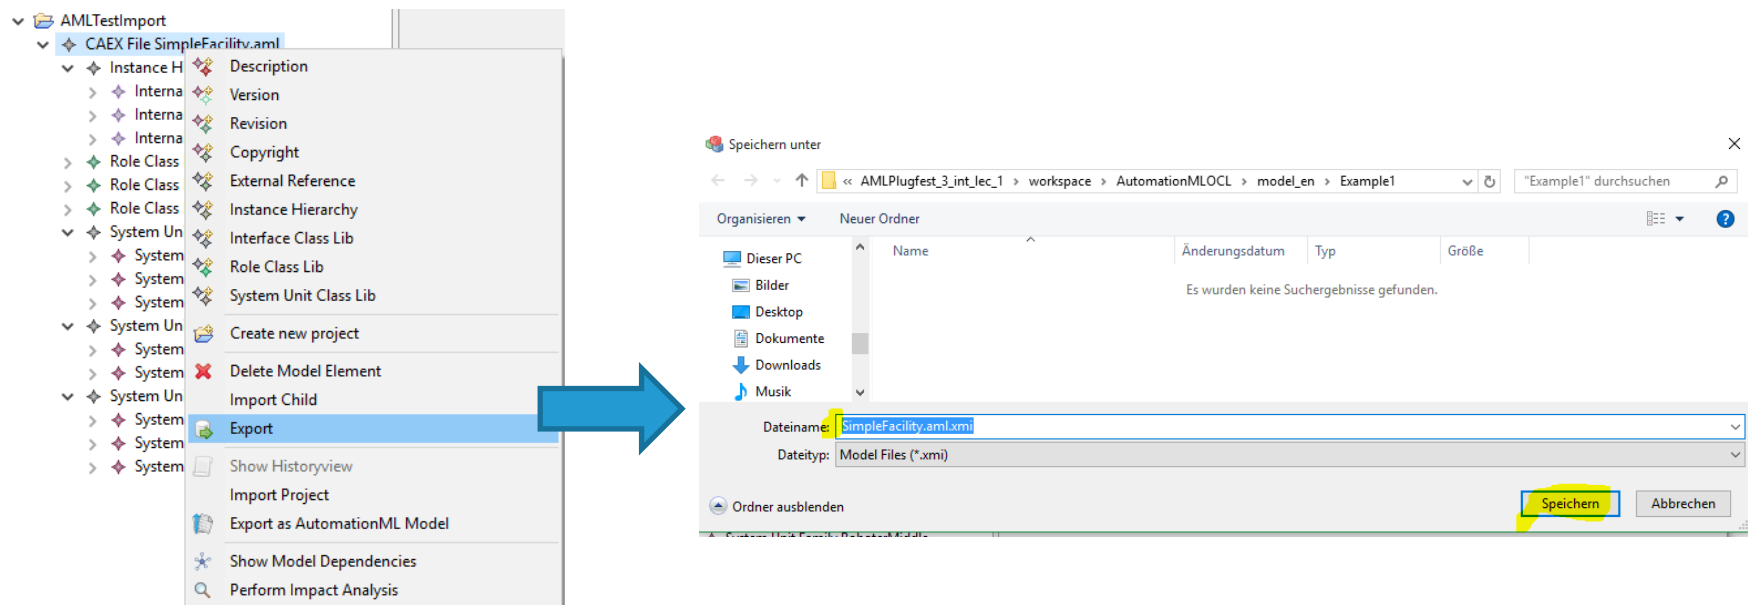 AMLTestImport
CAEX File SimpleFacility.aml
Instance H
Interna
Interna
Interna
Role Class
Role Class
Role Class
System Un
System
System
System
System Un
System
System
System Un
System
System
System
Description
Version
Revision
Copyright
External Reference
Instance Hierarchy
Interface Class Lib
Role Class Lib
System Unit Class Lib
Create new project
Delete Model Element
Import Child
Export
Show Historyview
Import Project
Export as AutomationML Model
Show Model Dependencies
Perform Impact Analysis
Speichern unter
« AMLPlugfest_3_int_lec_1 › workspace › AutomationMLOCL › model_en › Example1
"Example1" durchsuchen
Organisieren
Neuer Ordner
Name
Änderungsdatum
Typ
Größe
Es wurden keine Suchergebnisse gefunden.
Dieser PC
Bilder
Desktop
Dokumente
Downloads
Musik
Dateiname: SimpleFacility.aml.xmi
Dateityp: Model Files (*.xmi)
Ordner ausblenden
Speichern
Abbrechen